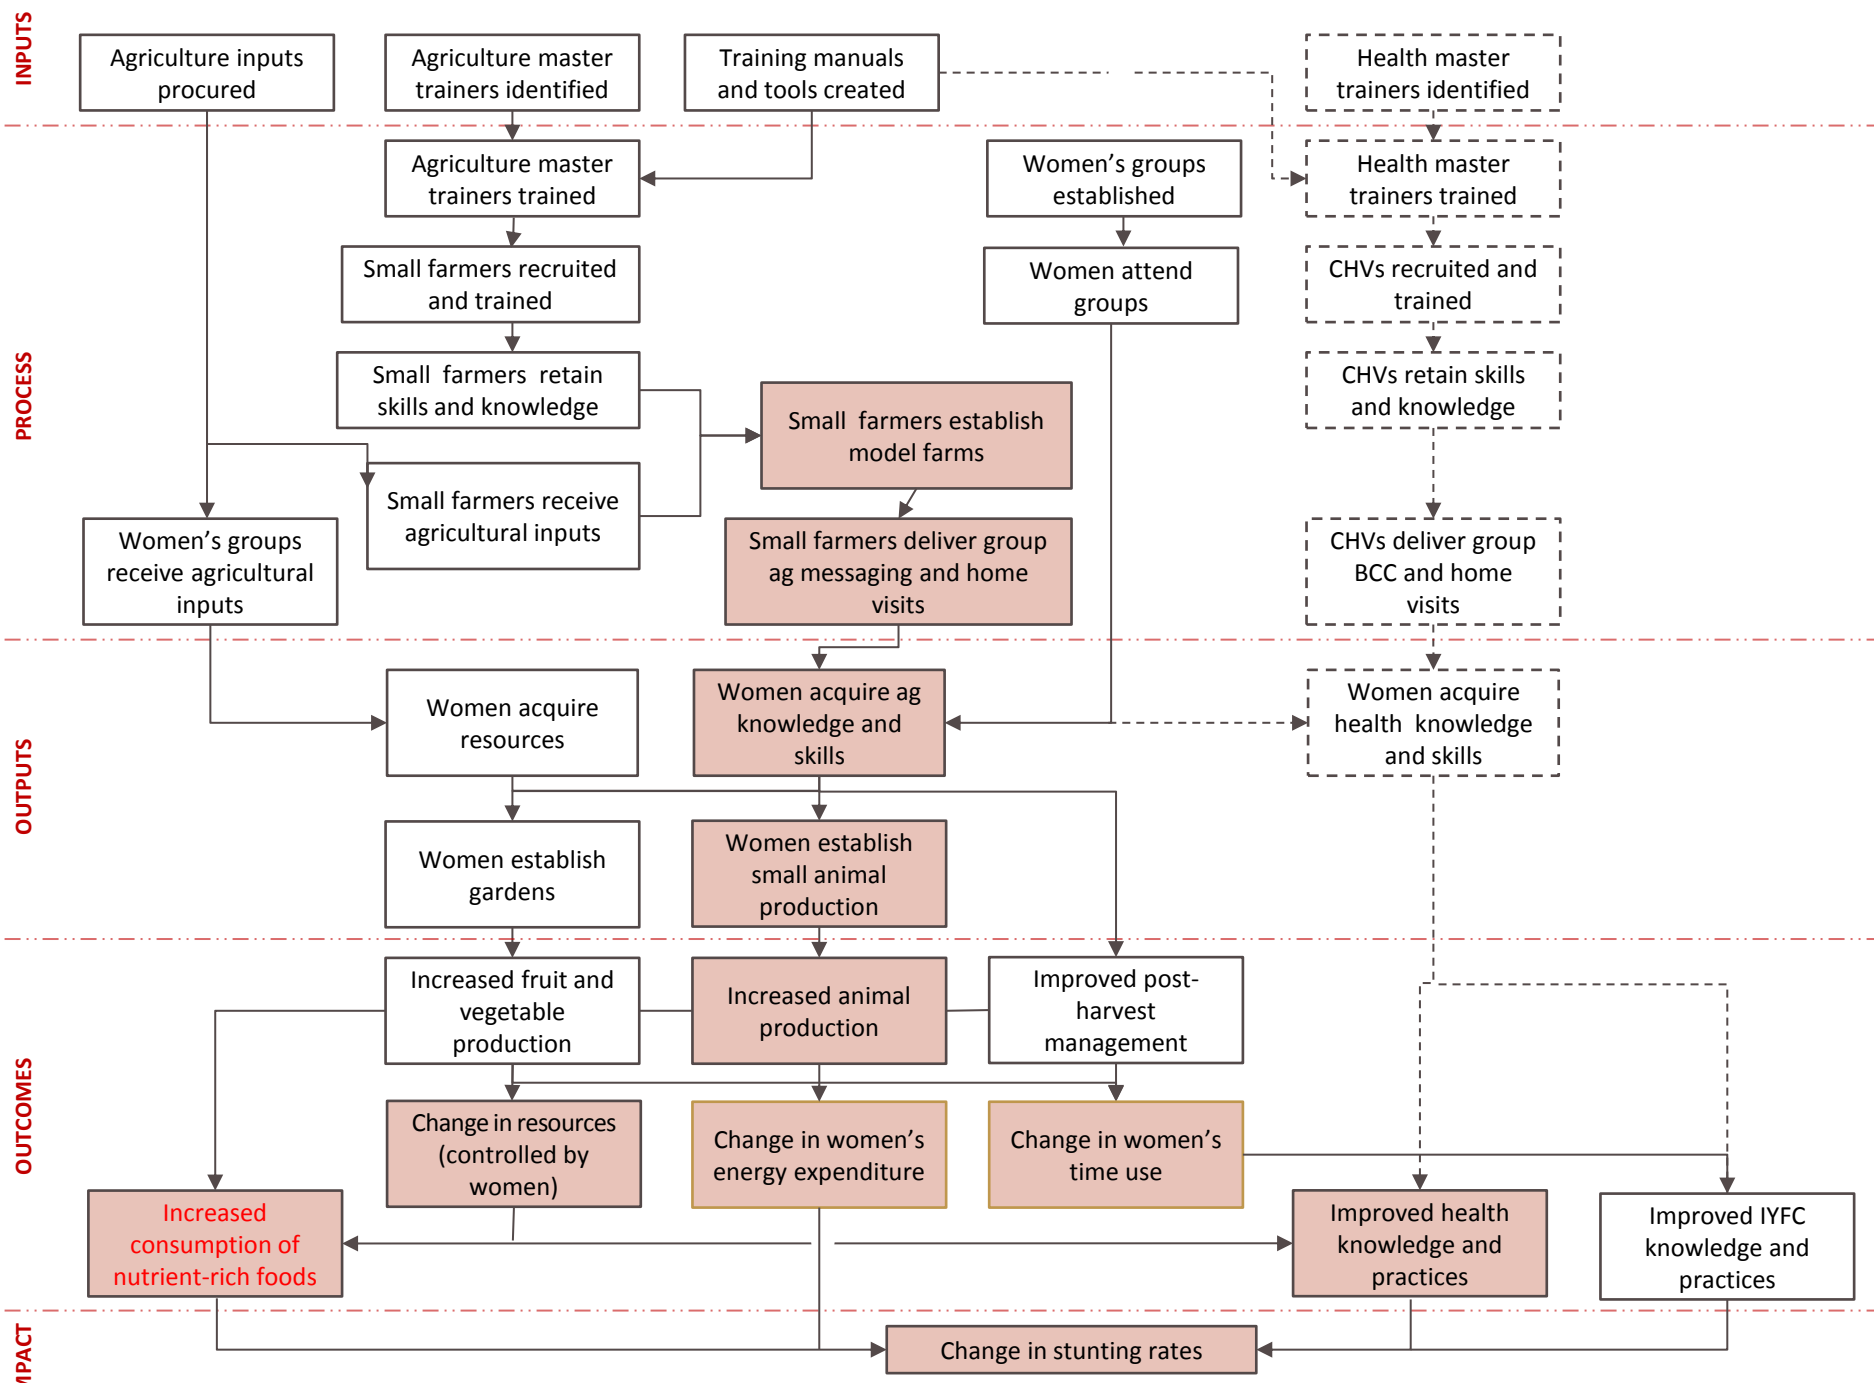 INPUTS
Agriculture inputs
procured
Agriculture master
trainers identified
Training manuals
and tools created
Health master
trainers identified
PROCESS
Agriculture master
trainers trained
Women’s groups
established
Health master
trainers trained
Small farmers recruited
and trained
Women attend
groups
CHVs recruited and
trained
Small farmers retain
skills and knowledge
Small farmers establish
model farms
CHVs retain skills
and knowledge
Small farmers receive
agricultural inputs
Women’s groups
receive agricultural
inputs
Small farmers deliver group
ag messaging and home
visits
CHVs deliver group
BCC and home
visits
OUTPUTS
Women acquire
resources
Women acquire ag
knowledge and
skills
Women acquire
health knowledge
and skills
Women establish
gardens
Women establish
small animal
production
OUTCOMES
Increased fruit and
vegetable
production
Increased animal
production
Improved post-
harvest
management
Change in resources
(controlled by
women)
Change in women’s
energy expenditure
Change in women’s
time use
Increased
consumption of
nutrient-rich foods
Improved health
knowledge and
practices
Improved IYFC
knowledge and
practices
MPACT
Change in stunting rates